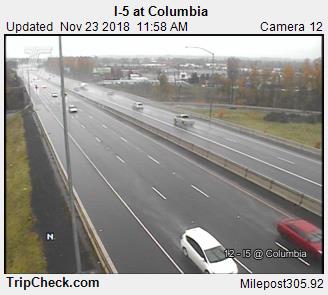 I-5 at Columbia
Updated Nov 23 2018 11:58 AM Camera 12
N
12 - I5 @ Columbia
TripCheck.com Milepost305.92